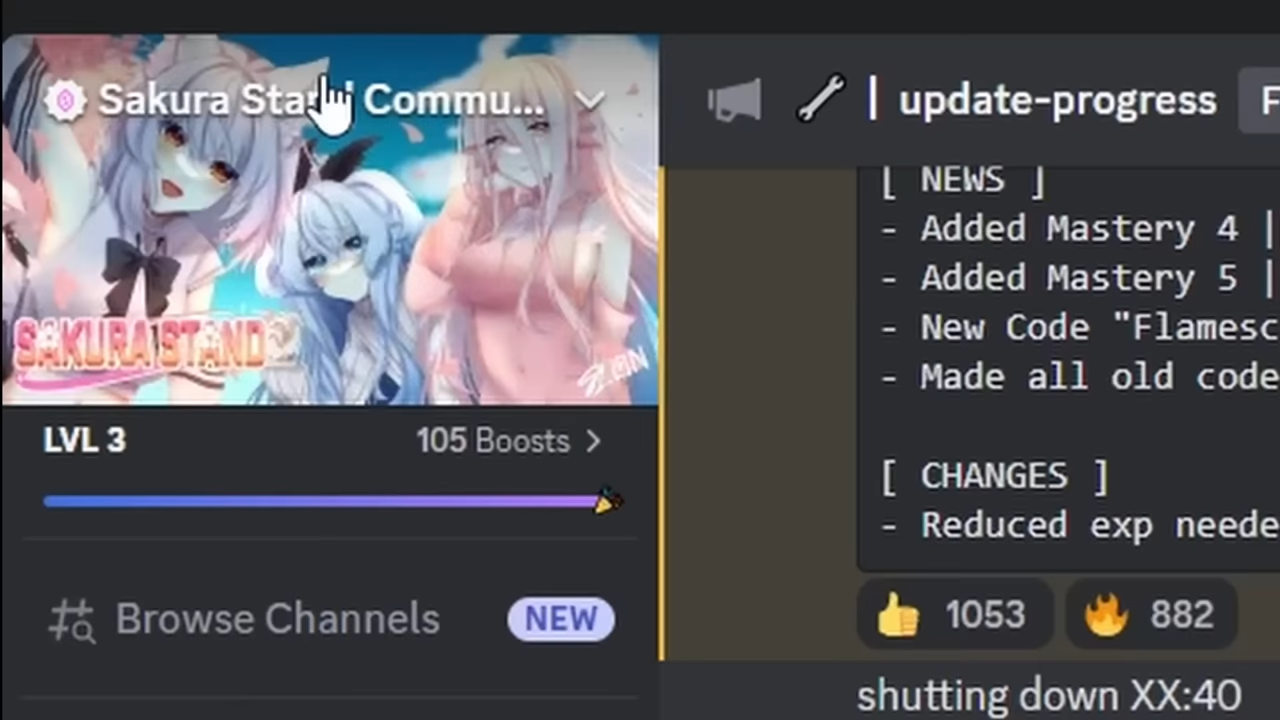 Sakura Stand Commu...
SAKURA STAND
LVL 3
105 Boosts
Browse Channels
NEW
| update-progress
F
[ NEWS ]
- Added Mastery 4 |
- Added Mastery 5 |
- New Code "Flamesc
- Made all old code
[ CHANGES ]
- Reduced exp neede
1053
882
shutting down XX:40